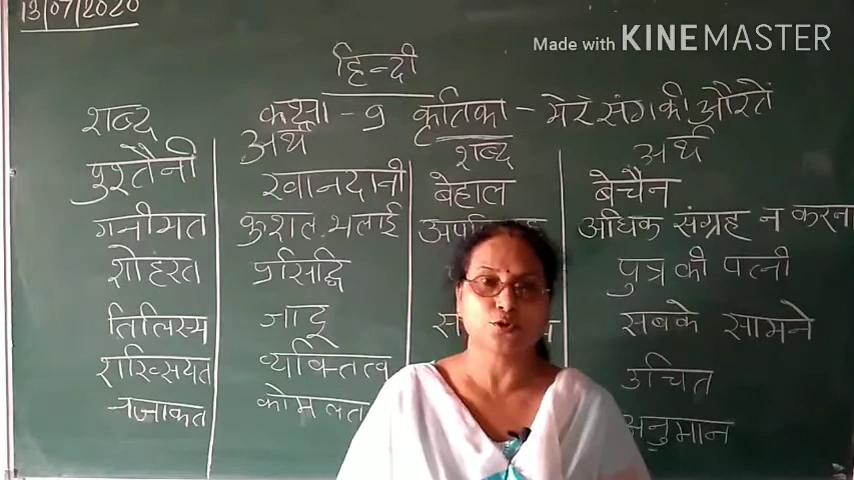 13/07/2020
Made with KINEMASTER
हिन्दी
कक्षा - 9 कृतिका - मेरे संग की औरतें
शब्द अर्थ शब्द अर्थ
पुश्तैनी खानदानी बेहाल बेचैन
गनीमत कुशल भलाई अधिक संग्रह न करना
शोहरत प्रसिद्धि पुत्र की पत्नी
तिलिस्म जादू सबके सामने
शख्सियत व्यक्तित्व उचित
नजाकत कोमलत अनुमान